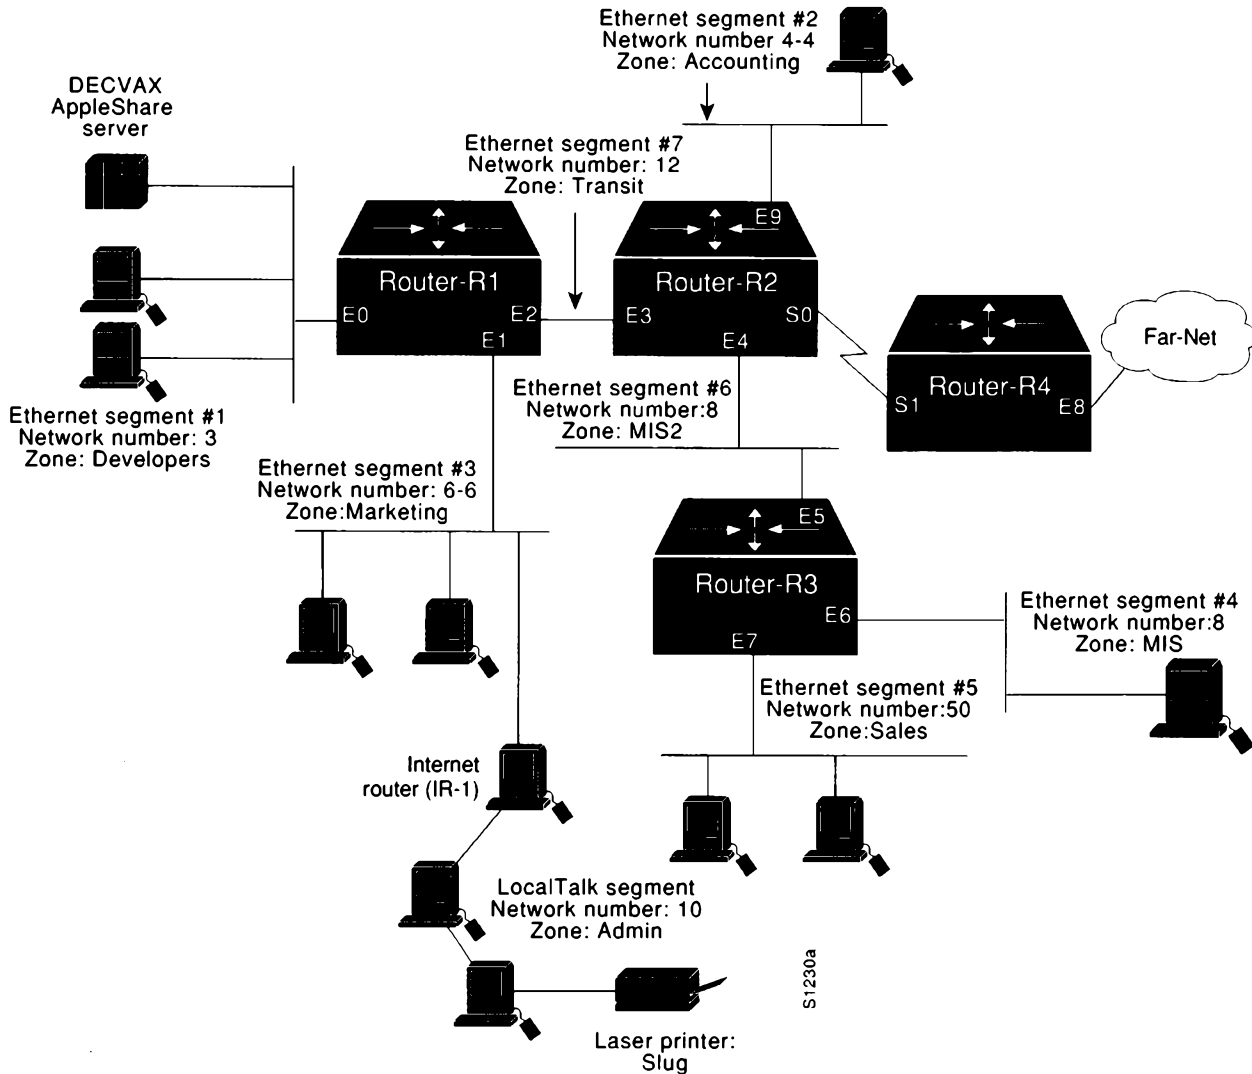 Ethernet segment #2
Network number 4-4
Zone: Accounting
DECVAX
AppleShare
server
Ethernet segment #7
Network number: 12
Zone: Transit
E9
Router-R1
E0
E2
E1
Router-R2
E3
S0
E4
Router-R4
S1
E8
Far-Net
Ethernet segment #1
Network number: 3
Zone: Developers
Ethernet segment #6
Network number:8
Zone: MIS2
Ethernet segment #3
Network number: 6-6
Zone:Marketing
E5
Router-R3
E6
E7
Ethernet segment #4
Network number:8
Zone: MIS
Ethernet segment #5
Network number:50
Zone:Sales
Internet
router (IR-1)
LocalTalk segment
Network number: 10
Zone: Admin
S1230a
Laser printer:
Slug